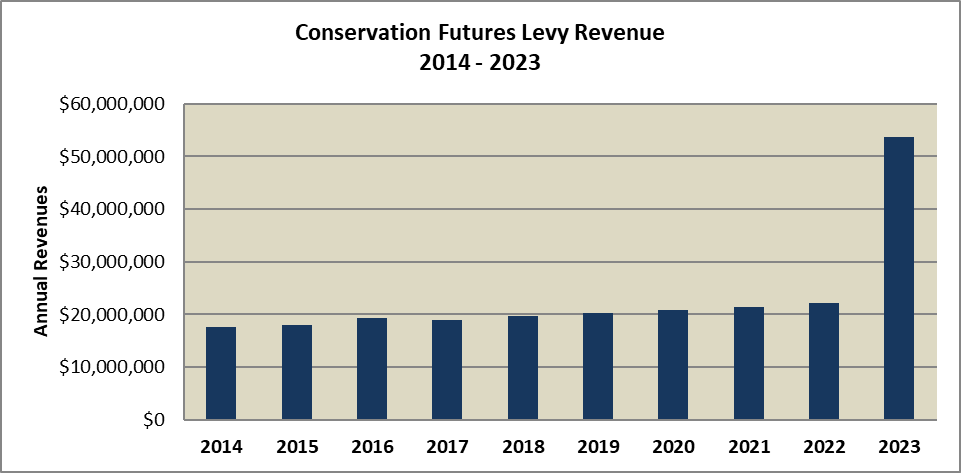 Conservation Futures Levy Revenue
2014 - 2023
Annual Revenues
$60,000,000
$50,000,000
$40,000,000
$30,000,000
$20,000,000
$10,000,000
$0
2014 2015 2016 2017 2018 2019 2020 2021 2022 2023